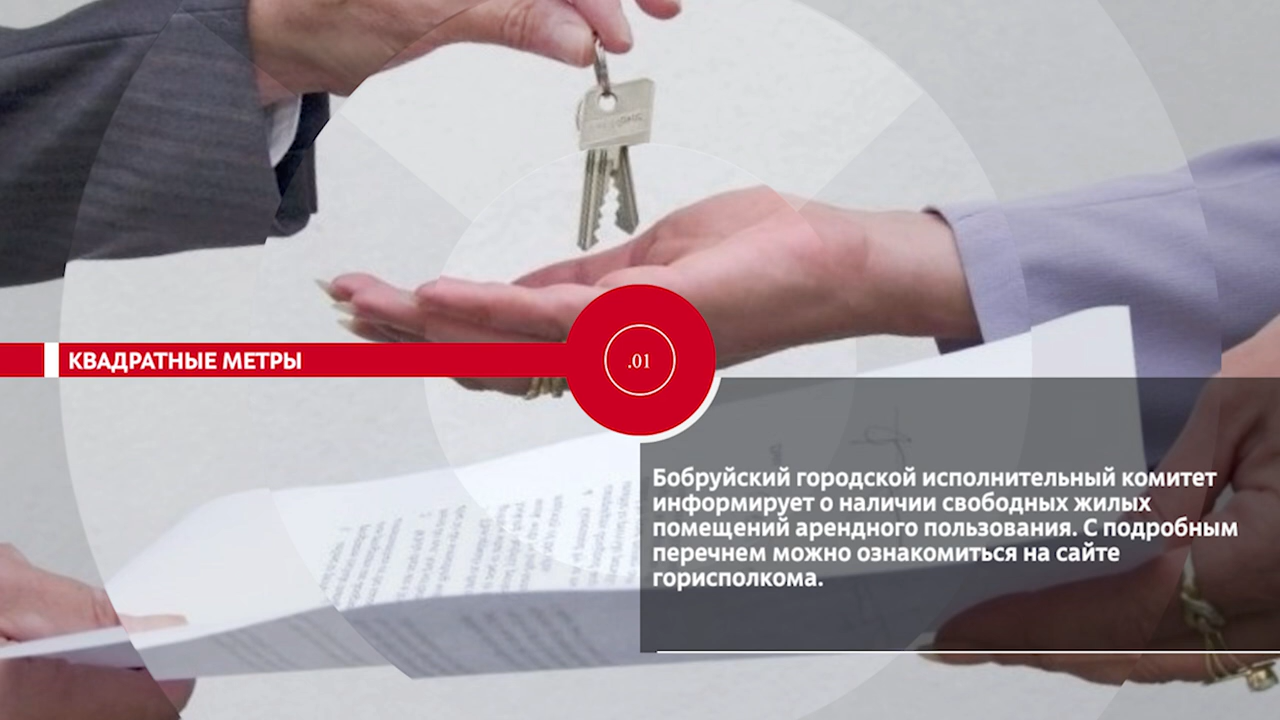 КВАДРАТНЫЕ МЕТРЫ
.01
Бобруйский городской исполнительный комитет
информирует о наличии свободных жилых
помещений арендного пользования. С подробным
перечнем можно ознакомиться на сайте
горисполкома.